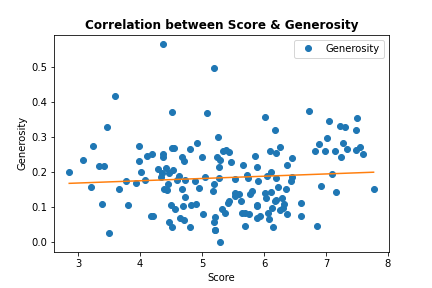 Correlation between Score & Generosity
Generosity
Generosity
0.5
0.4
0.3
0.2
0.1
0.0
3 4 5 6 7 8
Score